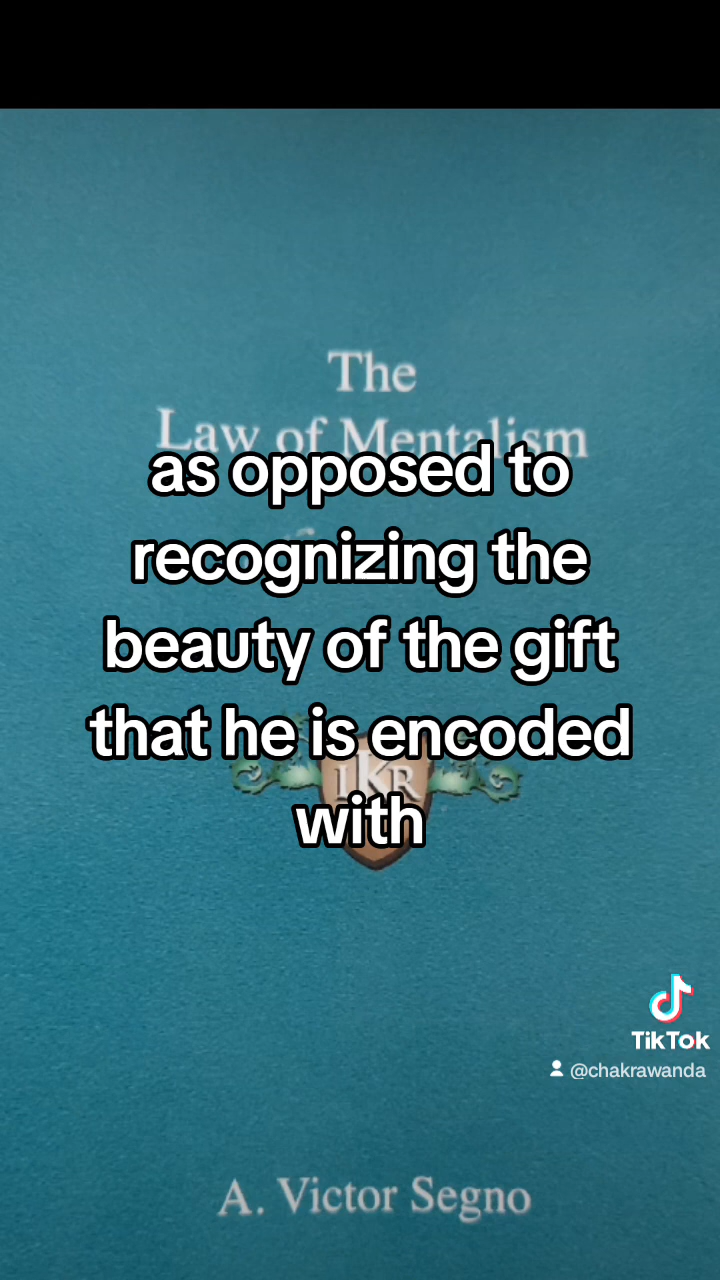 The
Law of Mentalism
as opposed to
recognizing the
beauty of the gift
that he is encoded
with
IKR
TikTok
@chakrawanda
A. Victor Segno